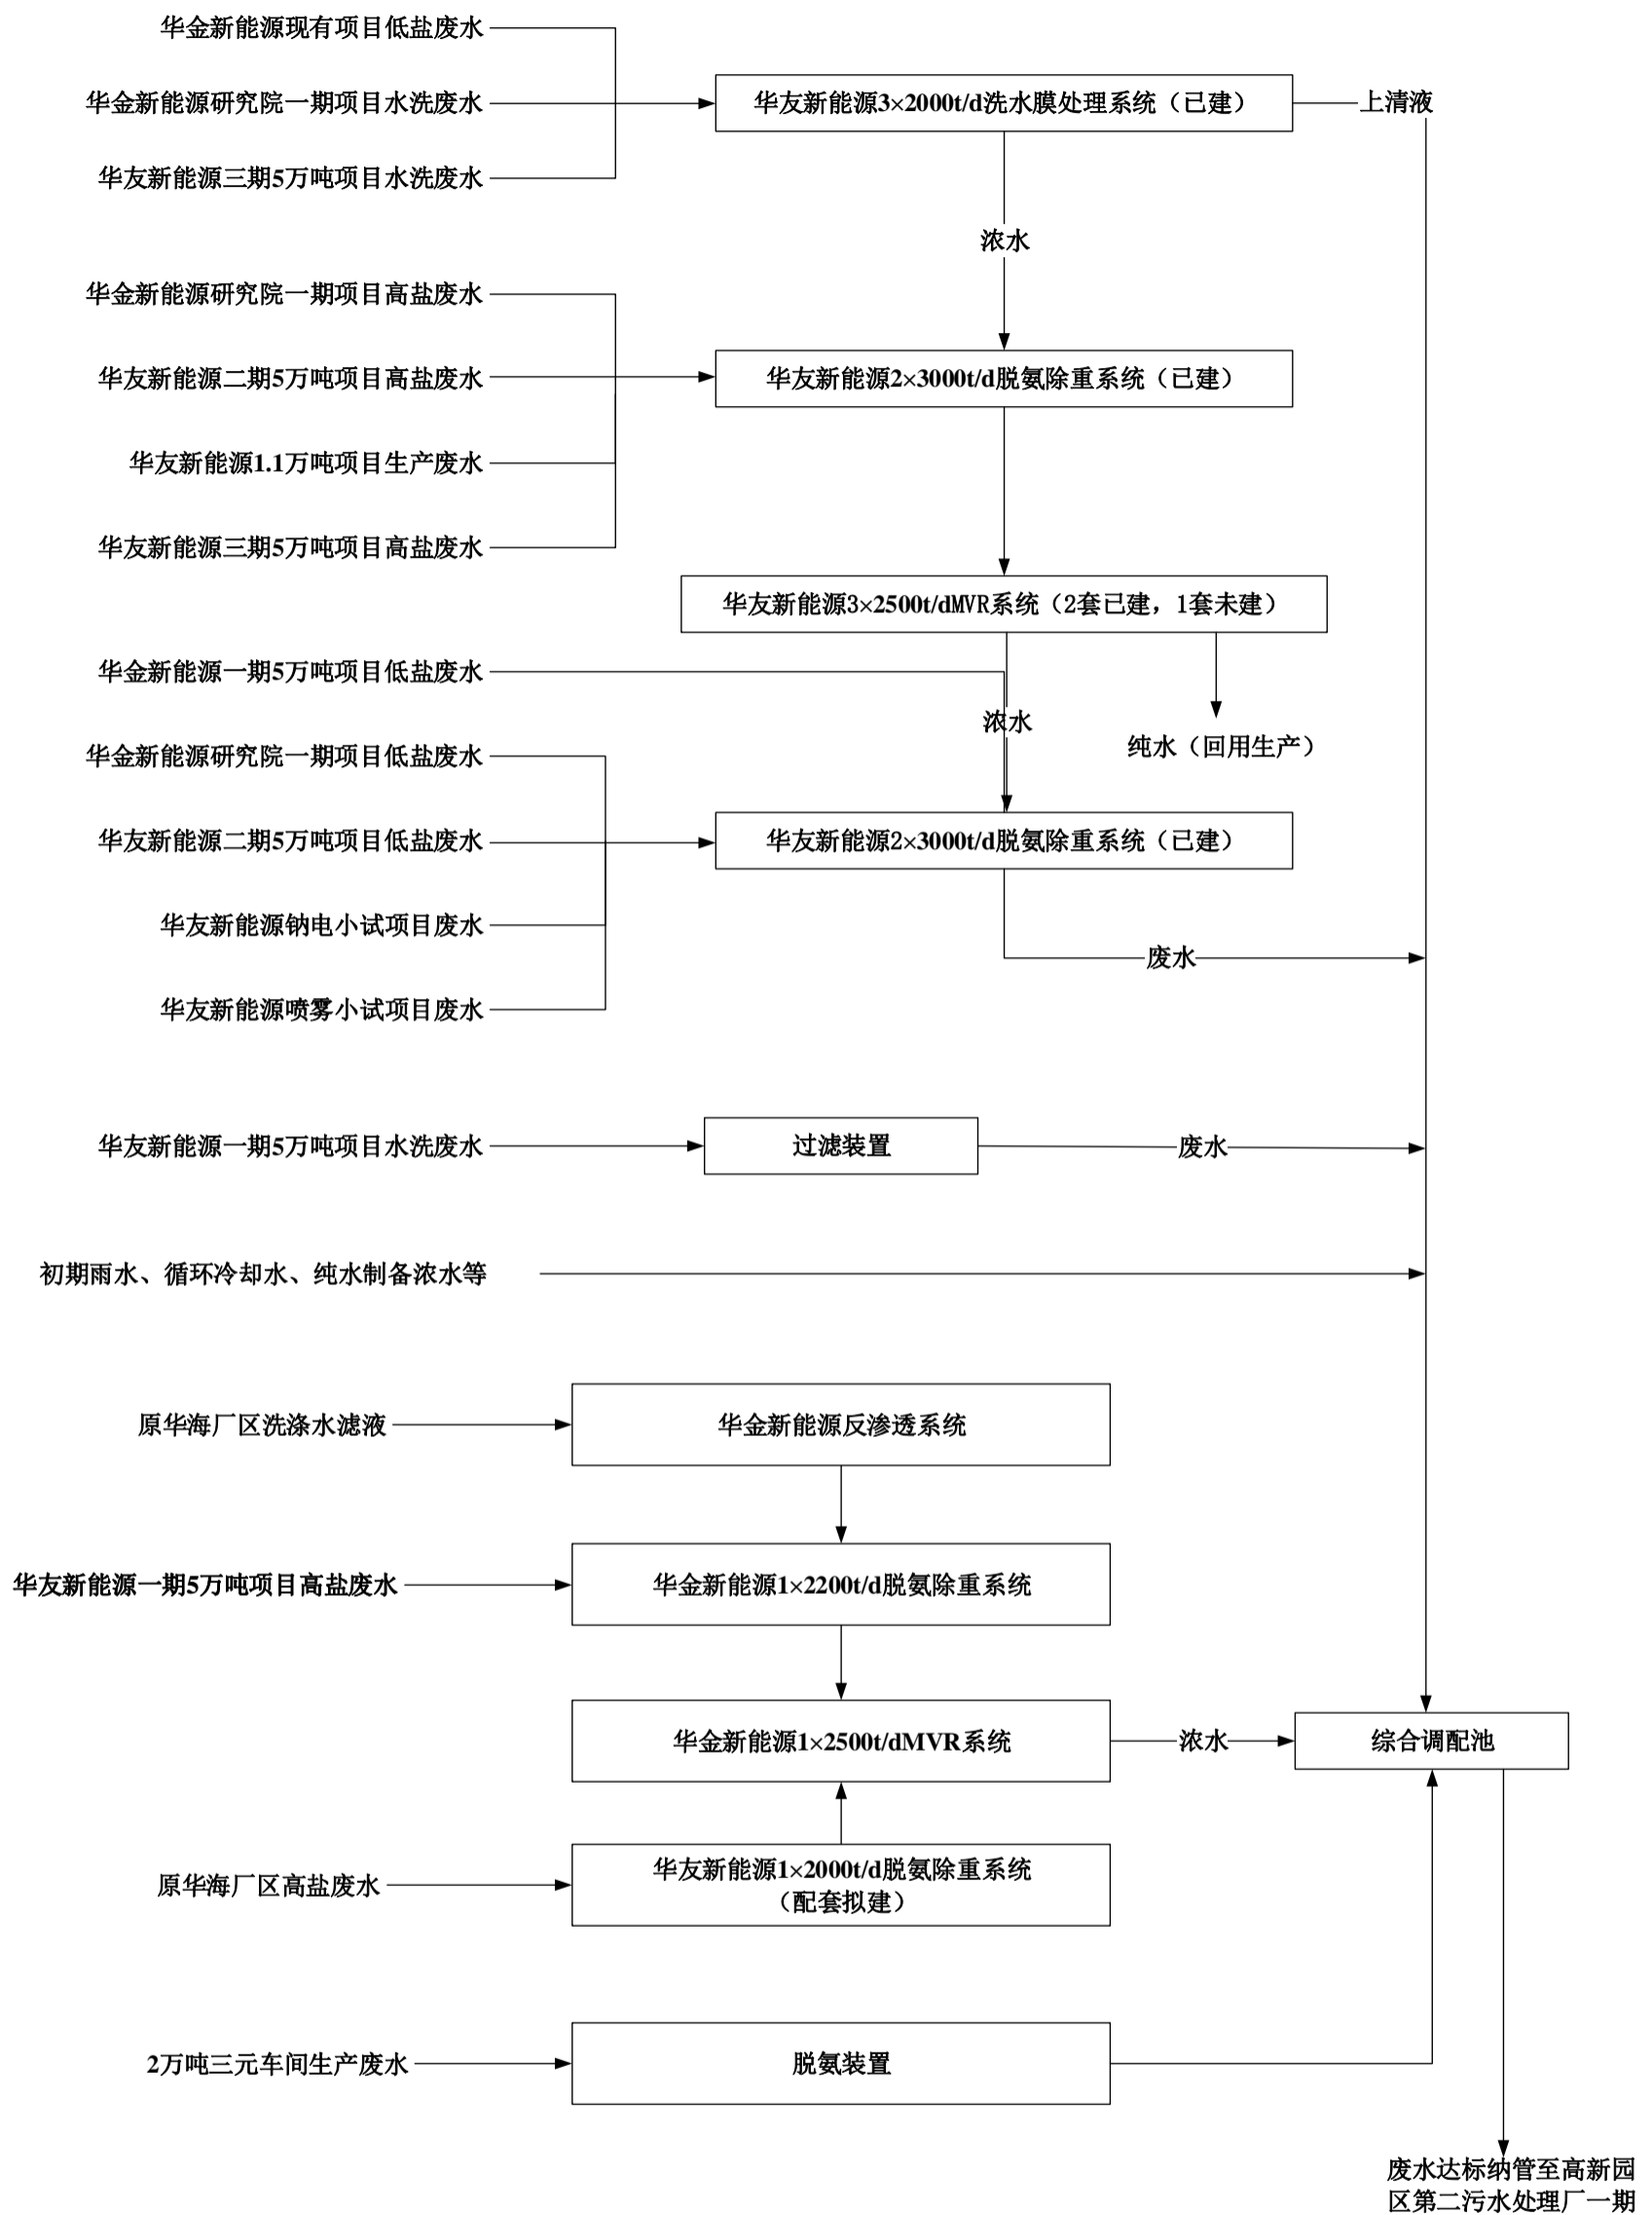 华金新能源现有项目低盐废水
华金新能源研究院一期项目水洗废水
华友新能源3×2000t/d洗水膜处理系统（已建）
上清液
华友新能源三期5万吨项目水洗废水
浓水
华金新能源研究院一期项目高盐废水
华友新能源二期5万吨项目高盐废水
华友新能源2×3000t/d脱氨除重系统（已建）
华友新能源1.1万吨项目生产废水
华友新能源三期5万吨项目高盐废水
华友新能源3×2500t/dMVR系统（2套已建，1套未建）
华金新能源一期5万吨项目低盐废水
浓水
纯水（回用生产）
华金新能源研究院一期项目低盐废水
华友新能源二期5万吨项目低盐废水
华友新能源2×3000t/d脱氨除重系统（已建）
华友新能源钠电小试项目废水
废水
华友新能源喷雾小试项目废水
华友新能源一期5万吨项目水洗废水
过滤装置
废水
初期雨水、循环冷却水、纯水制备浓水等
原华海厂区洗涤水滤液
华金新能源反渗透系统
华友新能源一期5万吨项目高盐废水
华金新能源1×2200t/d脱氨除重系统
华金新能源1×2500t/dMVR系统
浓水
综合调配池
原华海厂区高盐废水
华友新能源1×2000t/d脱氨除重系统
（配套拟建）
2万吨三元车间生产废水
脱氨装置
废水达标纳管至高新园
区第二污水处理厂一期